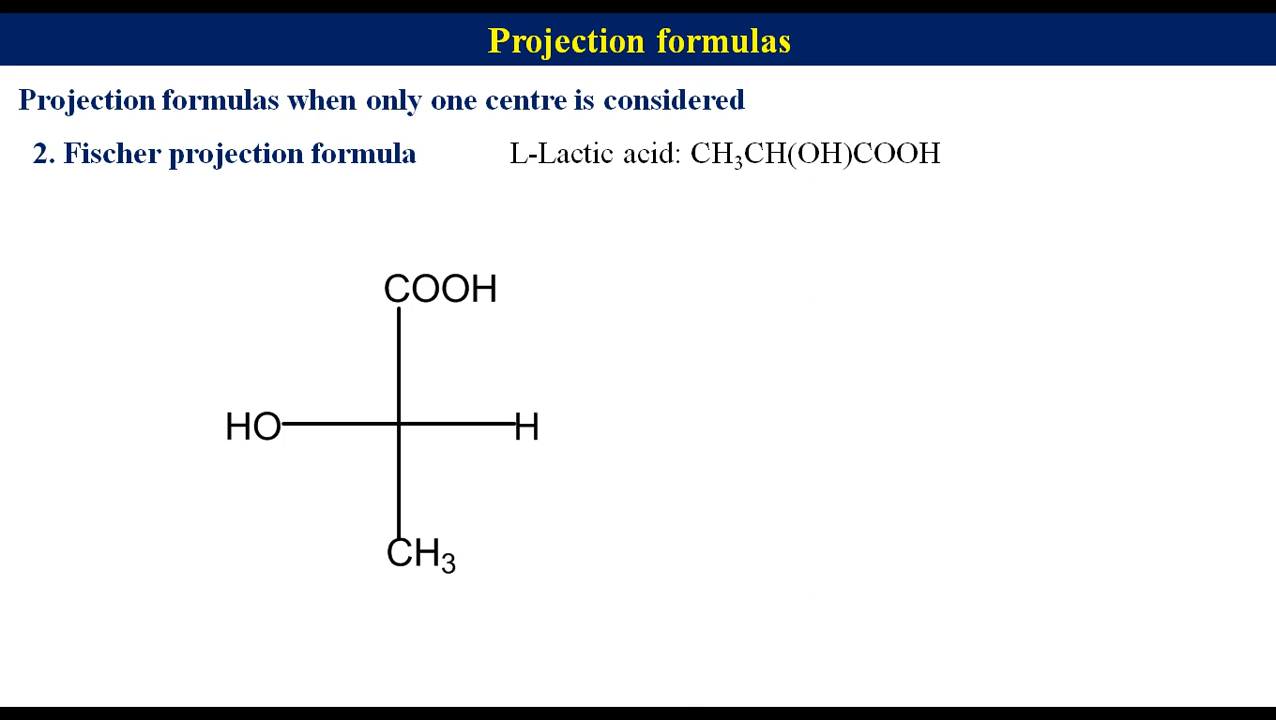 Projection formulas
Projection formulas when only one centre is considered
2. Fischer projection formula L-Lactic acid: CH₃CH(OH)COOH
COOH
HO H
CH₃